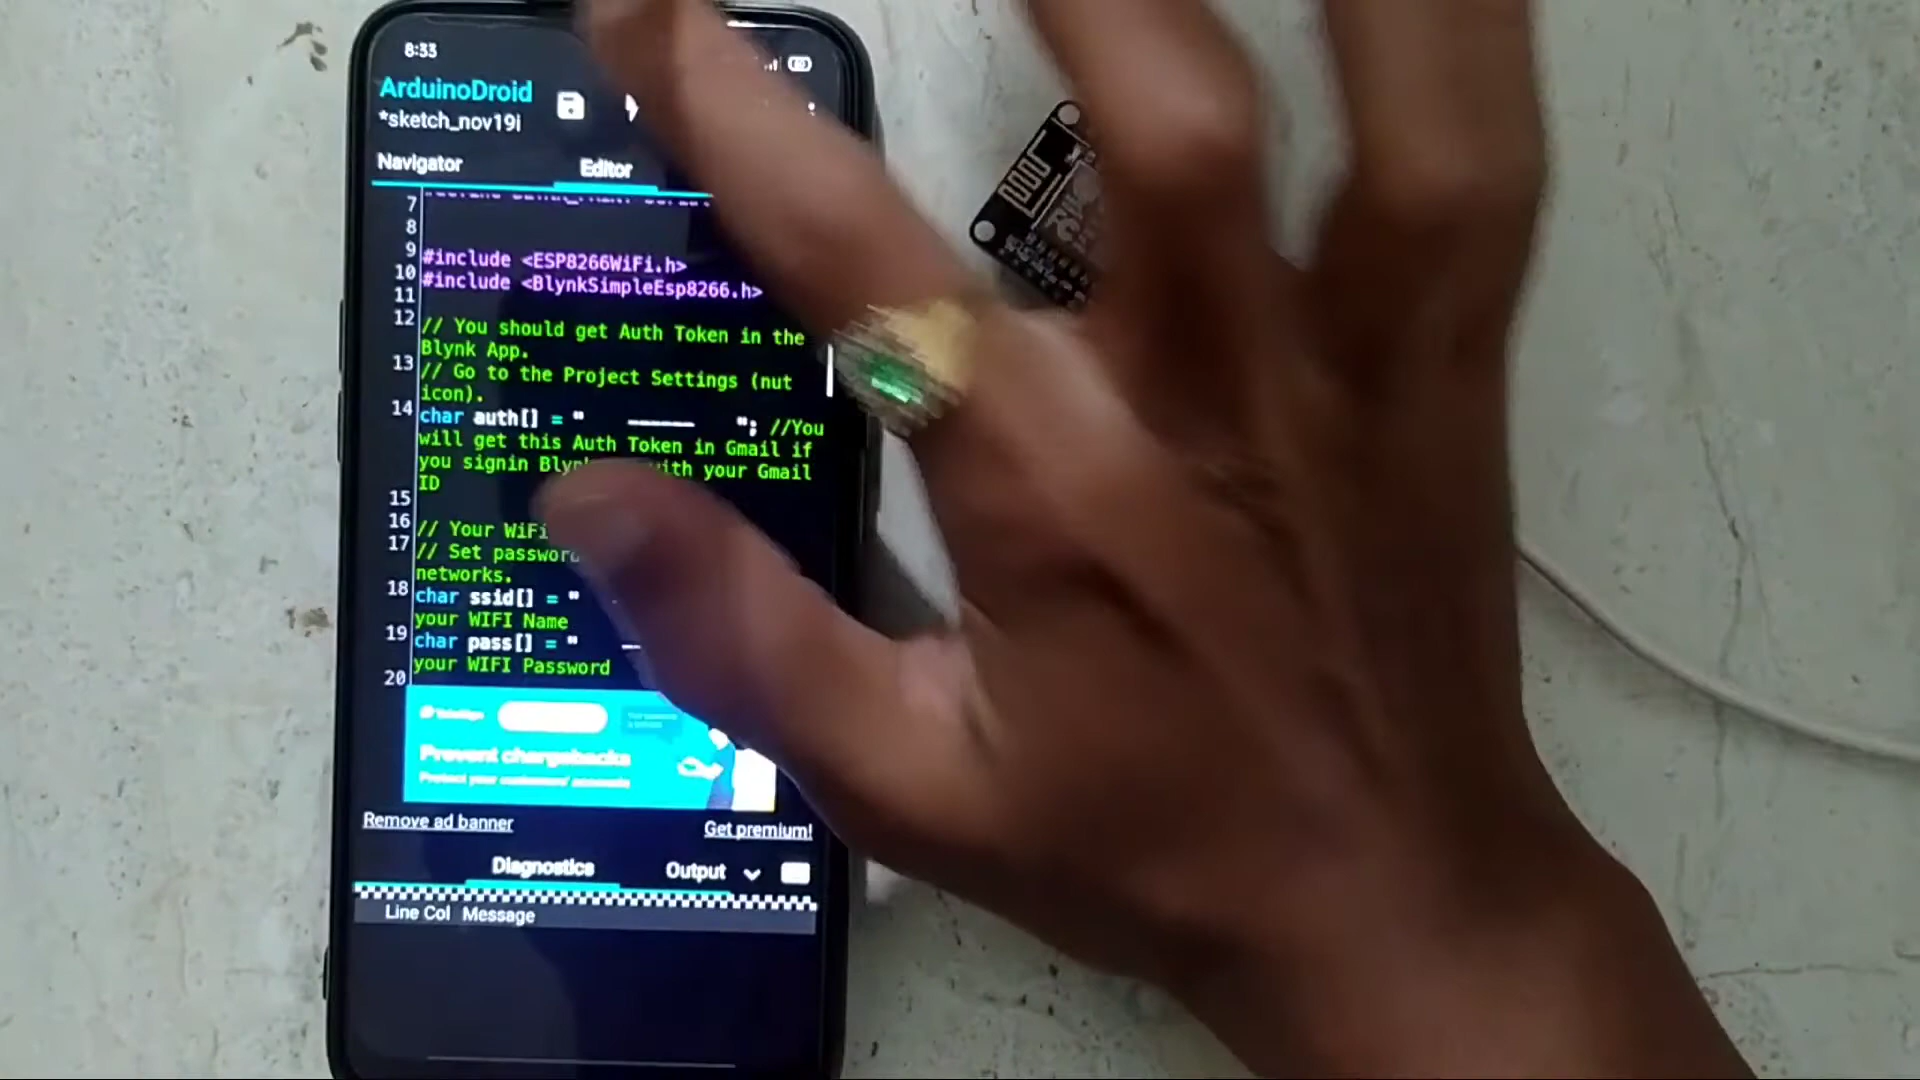 8:33
ArduinoDroid
*sketch_nov19i
Navigator
Editor
7
8
9
#include <ESP8266WiFi.h>
10
#include <BlynkSimpleEsp8266.h>
11
12
// You should get Auth Token in the
Blynk App.
13
// Go to the Project Settings (nut
icon).
14
char auth[] = " ______ "; //You
will get this Auth Token in Gmail if
you signin with your Gmail
ID
15
16
// Your WiFi
17
// Set password
networks.
18
char ssid[] = "
your WIFI Name
19
char pass[] = "
your WIFI Password
20
Prevent chargebacks
Remove ad banner
Get premium!
Diagnostics
Output
Line Col Message